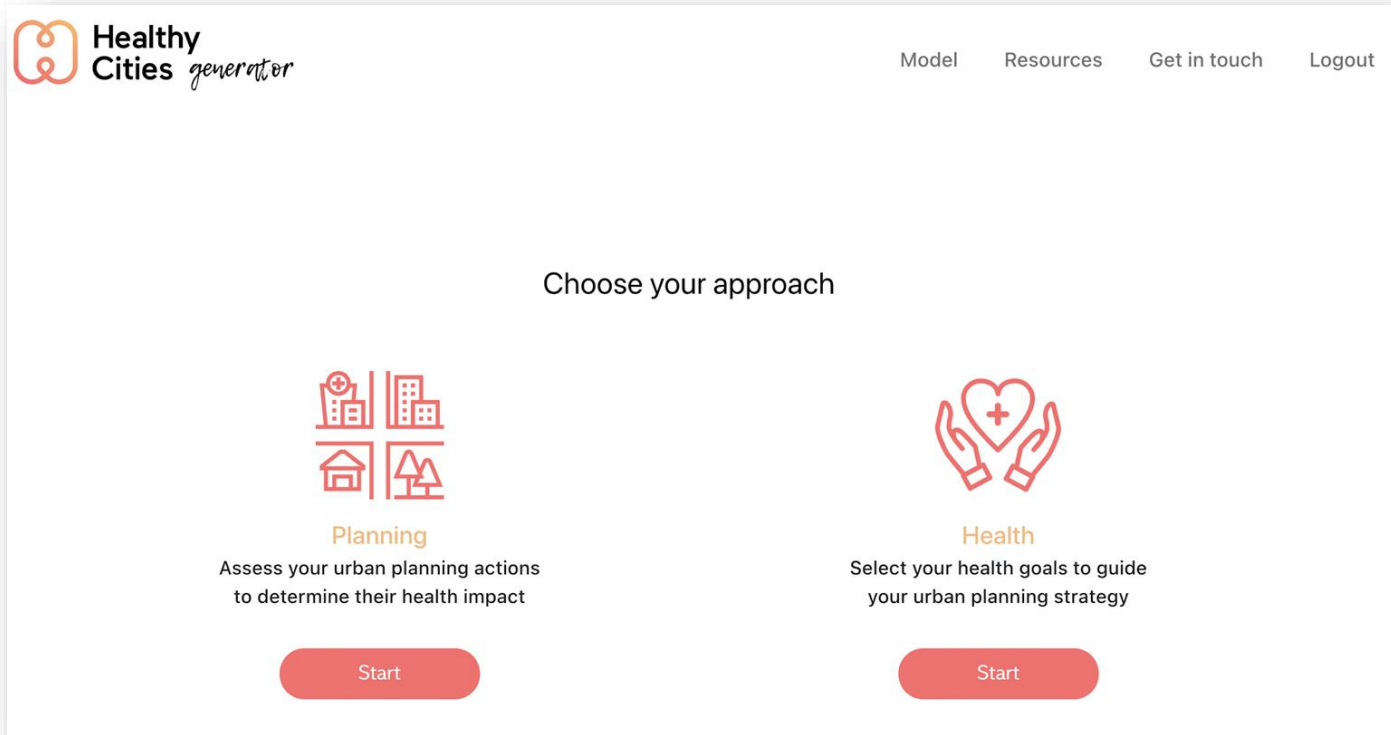 Healthy
Cities generator
Model Resources Get in touch Logout
Choose your approach
Planning
Assess your urban planning actions
to determine their health impact
Start
Health
Select your health goals to guide
your urban planning strategy
Start